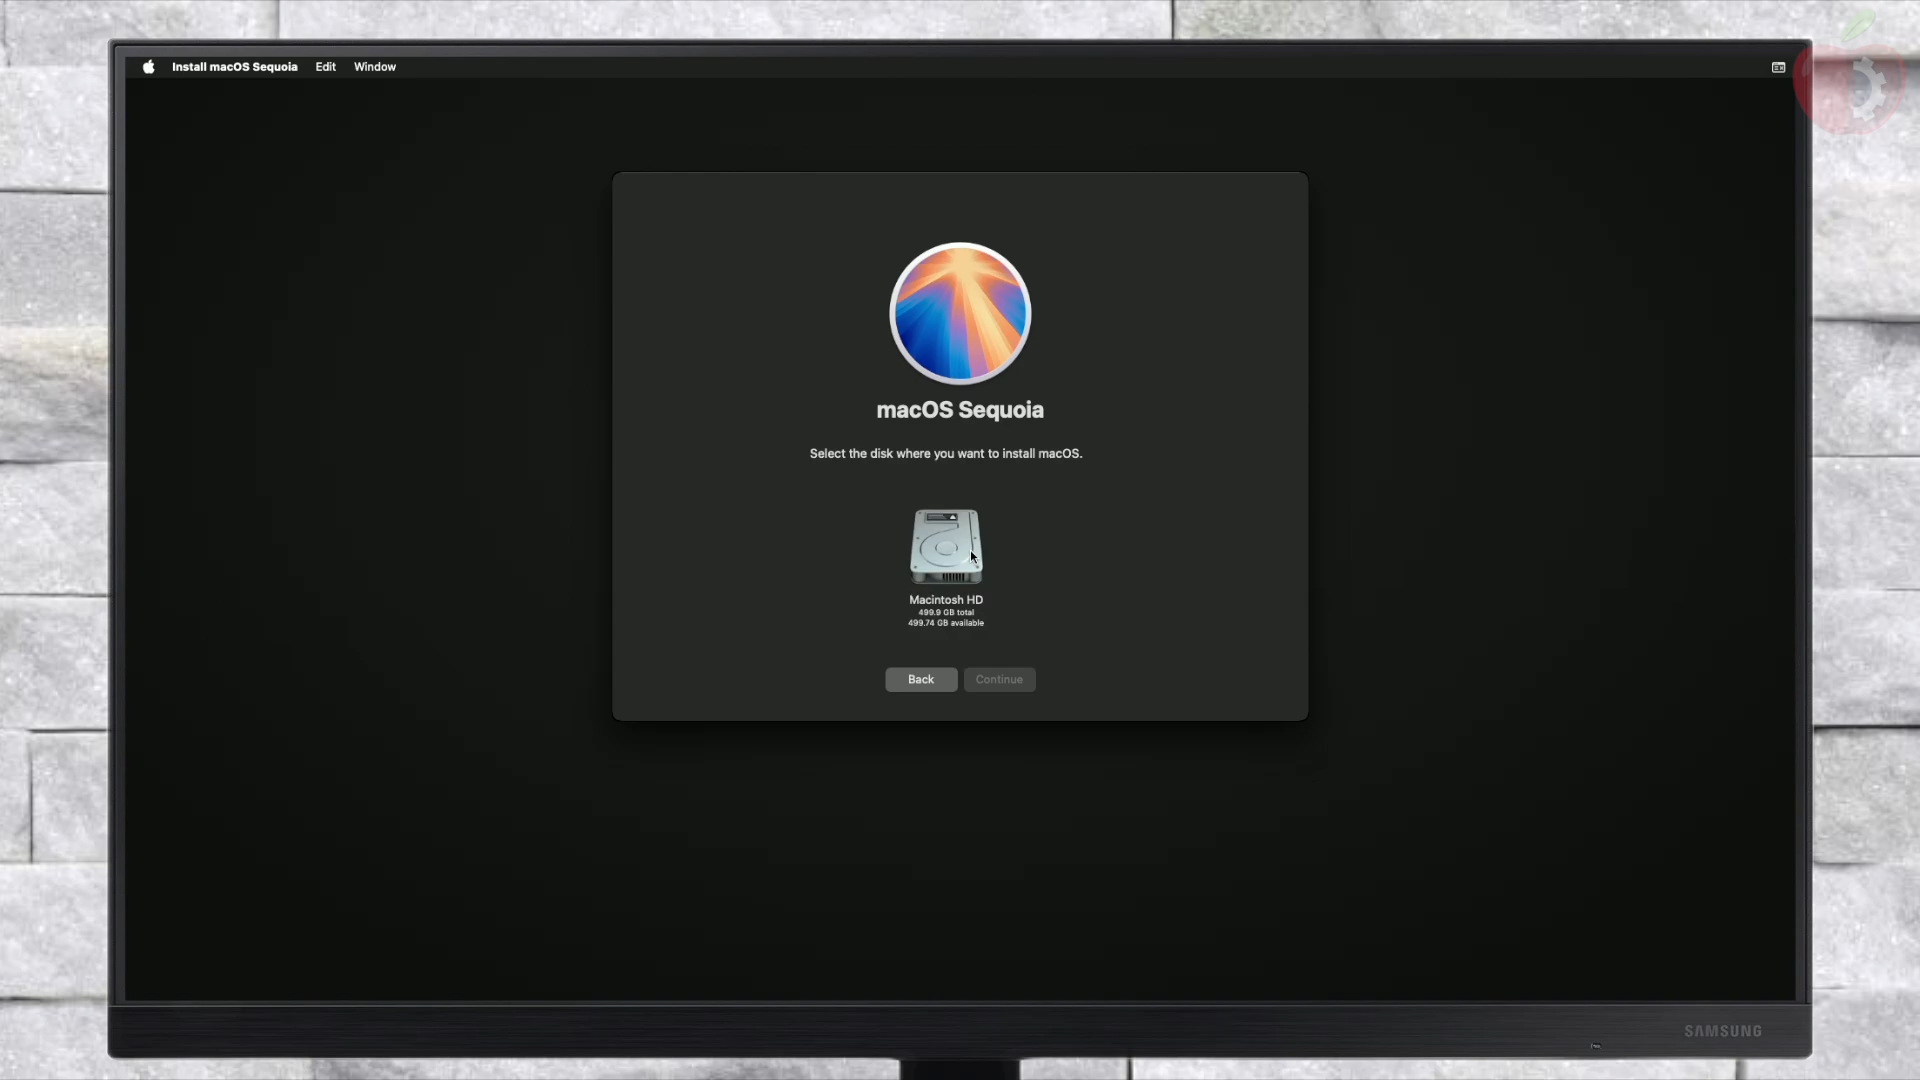 Install macOS Sequoia Edit Window
macOS Sequoia
Select the disk where you want to install macOS.
Macintosh HD
499.9 GB total
499.74 GB available
Back Continue
SAMSUNG